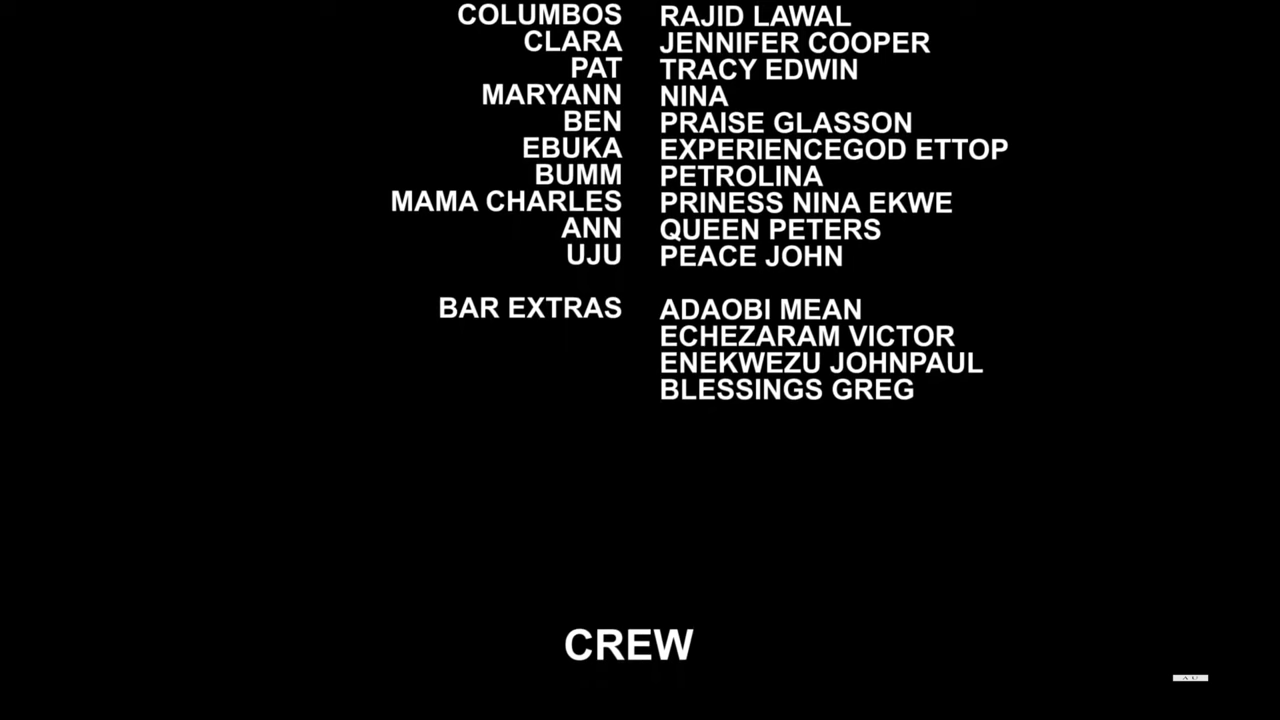 COLUMBOS RAJID LAWAL
CLARA JENNIFER COOPER
PAT TRACY EDWIN
MARYANN NINA
BEN PRAISE GLASSON
EBUKA EXPERIENCEGOD ETTOP
BUMM PETROLINA
MAMA CHARLES PRINESS NINA EKWE
ANN QUEEN PETERS
UJU PEACE JOHN
BAR EXTRAS ADAOBI MEAN
ECHEZARAM VICTOR
ENEKWEZU JOHNPAUL
BLESSINGS GREG
CREW
AU